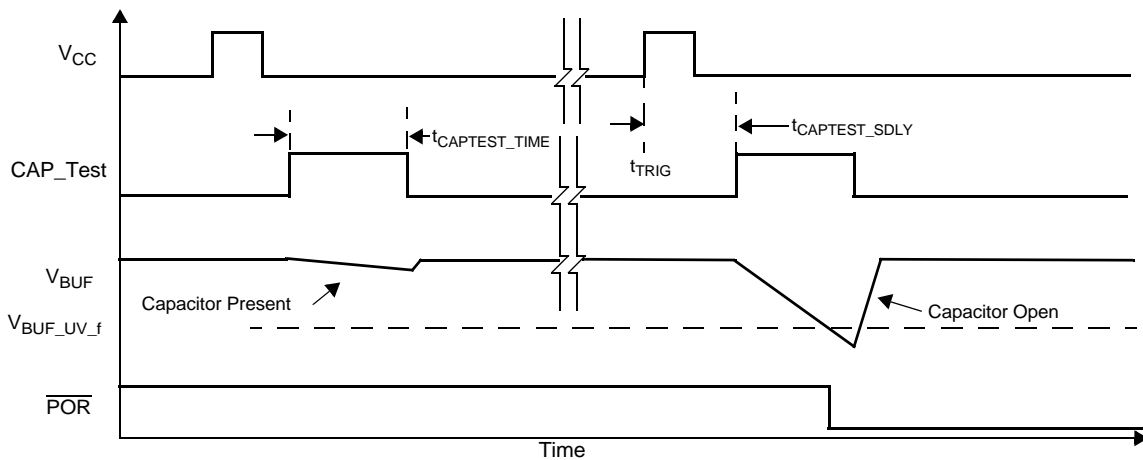 V_CC
t_CAPTEST_TIME
t_CAPTEST_SDLY
CAP_Test
t_TRIG
V_BUF
Capacitor Present
Capacitor Open
V_BUF_UV_f
POR
Time